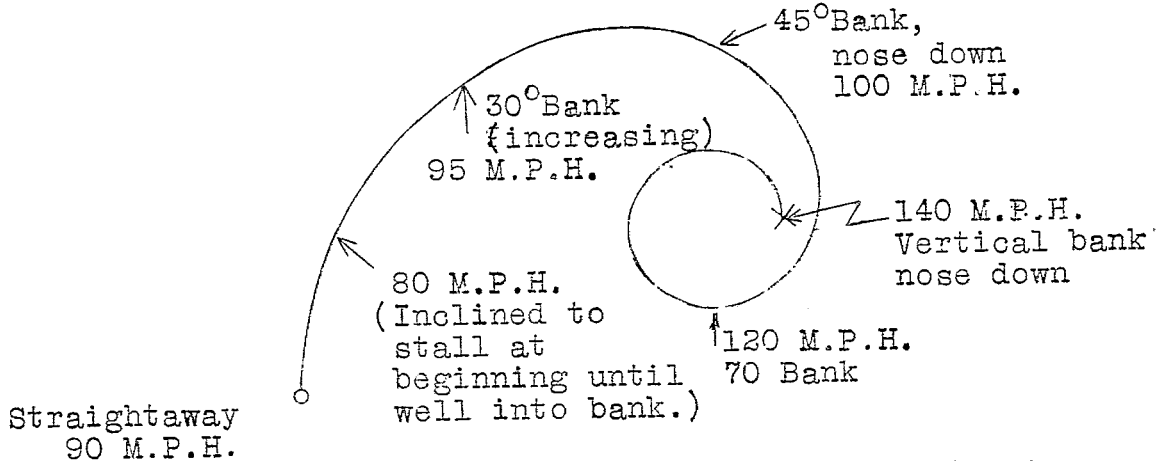 45°Bank,
nose down
100 M.P.H.
30°Bank
(increasing)
95 M.P.H.
140 M.P.H.
Vertical bank
nose down
80 M.P.H.
(Inclined to
stall at
beginning until
well into bank.)
120 M.P.H.
70 Bank
Straightaway
90 M.P.H.